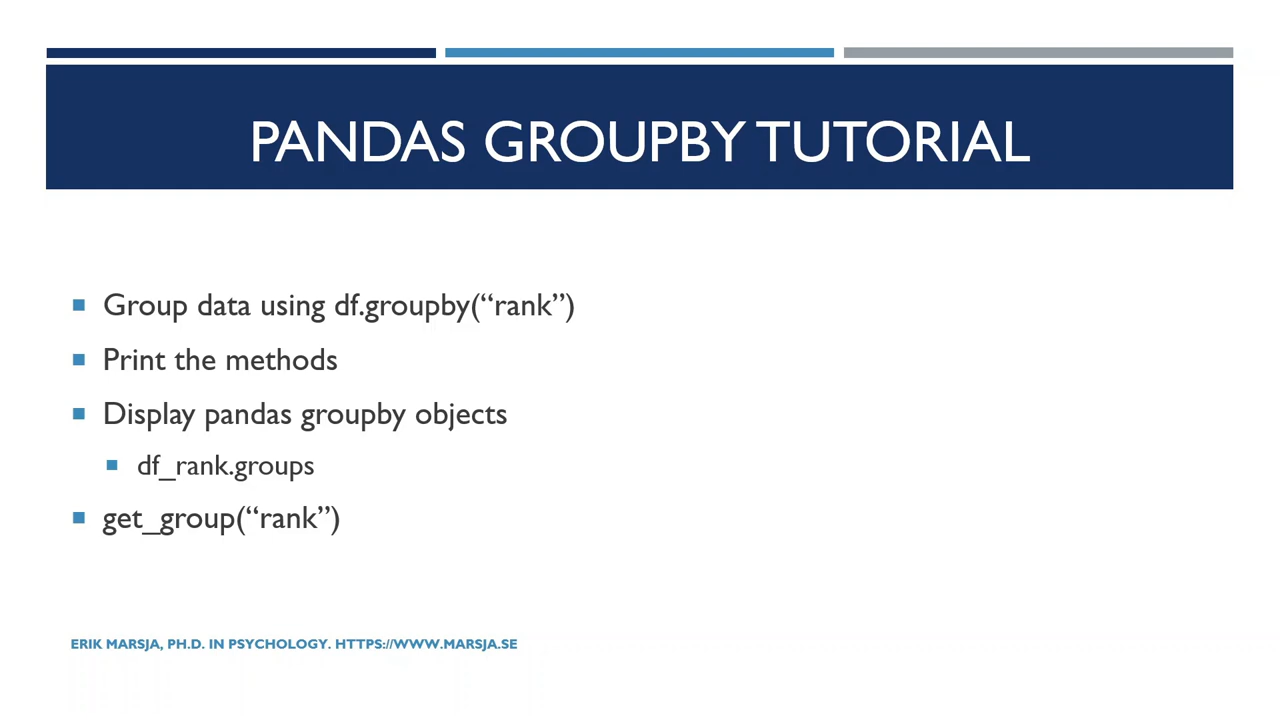 PANDAS GROUPBY TUTORIAL
Group data using df.groupby(“rank”)
Print the methods
Display pandas groupby objects
df_rank.groups
get_group(“rank”)
ERIK MARSJA, PH.D. IN PSYCHOLOGY. HTTPS://WWW.MARSJA.SE